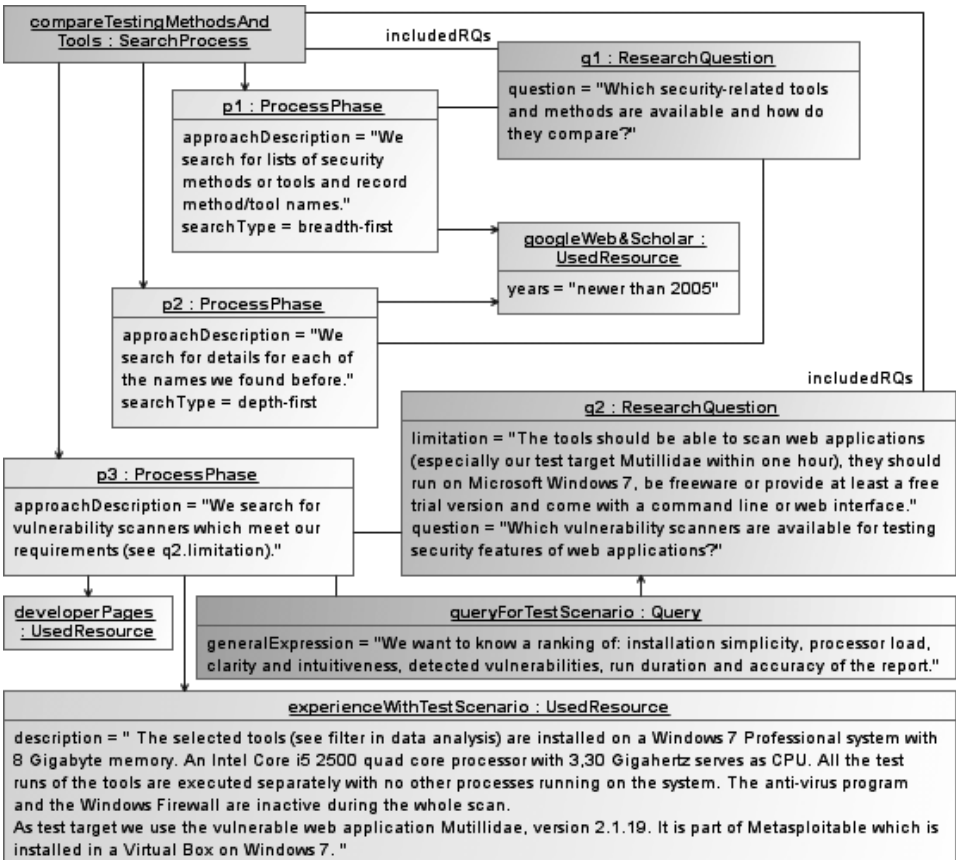 compareTestingMethodsAnd
Tools : SearchProcess
includedRQs
q1 : ResearchQuestion
question = "Which security-related tools
and methods are available and how do
they compare?"
p1 : ProcessPhase
approachDescription = "We
search for lists of security
methods or tools and record
method/tool names."
searchType = breadth-first
googleWeb&Scholar :
UsedResource
years = "newer than 2005"
p2 : ProcessPhase
approachDescription = "We
search for details for each of
the names we found before."
searchType = depth-first
includedRQs
q2 : ResearchQuestion
limitation = "The tools should be able to scan web applications
(especially our test target Mutillidae within one hour), they should
run on Microsoft Windows 7, be freeware or provide at least a free
trial version and come with a command line or web interface."
question = "Which vulnerability scanners are available for testing
security features of web applications?"
p3 : ProcessPhase
approachDescription = "We search for
vulnerability scanners which meet our
requirements (see q2.limitation)."
developerPages
: UsedResource
queryForTestScenario : Query
generalExpression = "We want to know a ranking of: installation simplicity, processor load,
clarity and intuitiveness, detected vulnerabilities, run duration and accuracy of the report."
experienceWithTestScenario : UsedResource
description = " The selected tools (see filter in data analysis) are installed on a Windows 7 Professional system with
8 Gigabyte memory. An Intel Core i5 2500 quad core processor with 3,30 Gigahertz serves as CPU. All the test
runs of the tools are executed separately with no other processes running on the system. The anti-virus program
and the Windows Firewall are inactive during the whole scan.
As test target we use the vulnerable web application Mutillidae, version 2.1.19. It is part of Metasploitable which is
installed in a Virtual Box on Windows 7. "